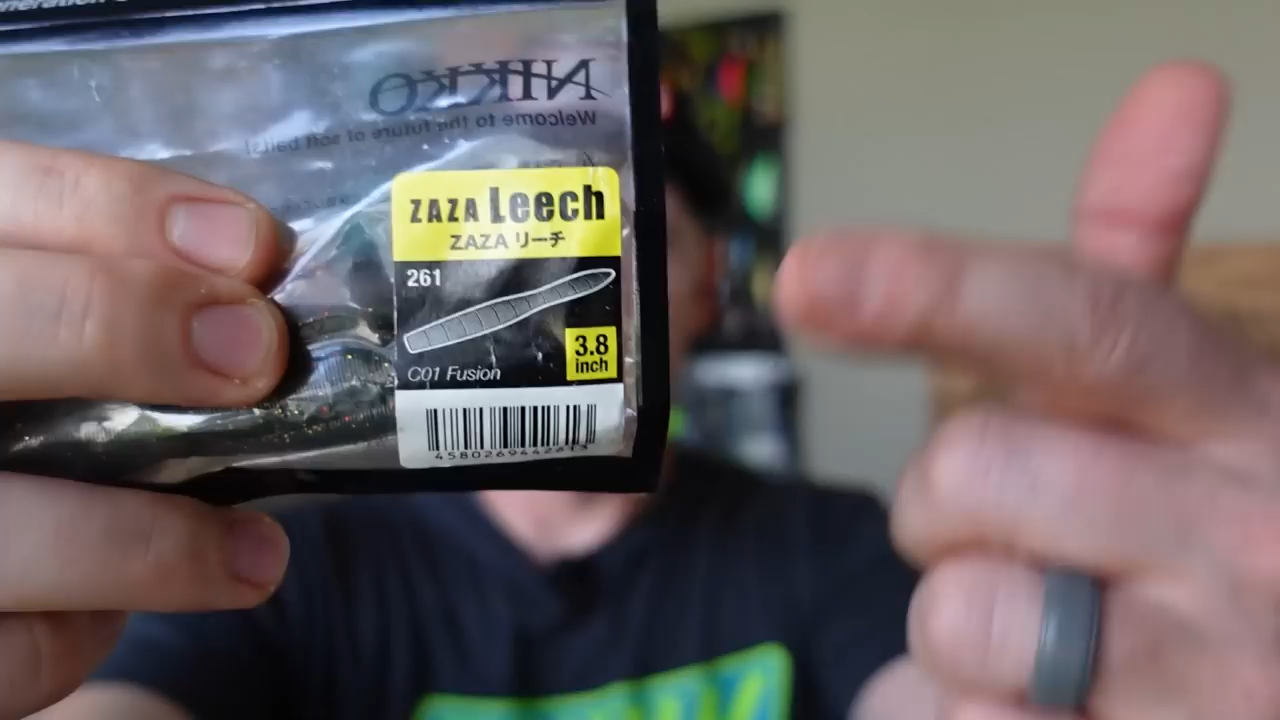 NIKKO
Welcome to the future of soft baits!
ZAZA Leech
ZAZA リーチ
261
3.8
inch
C01 Fusion